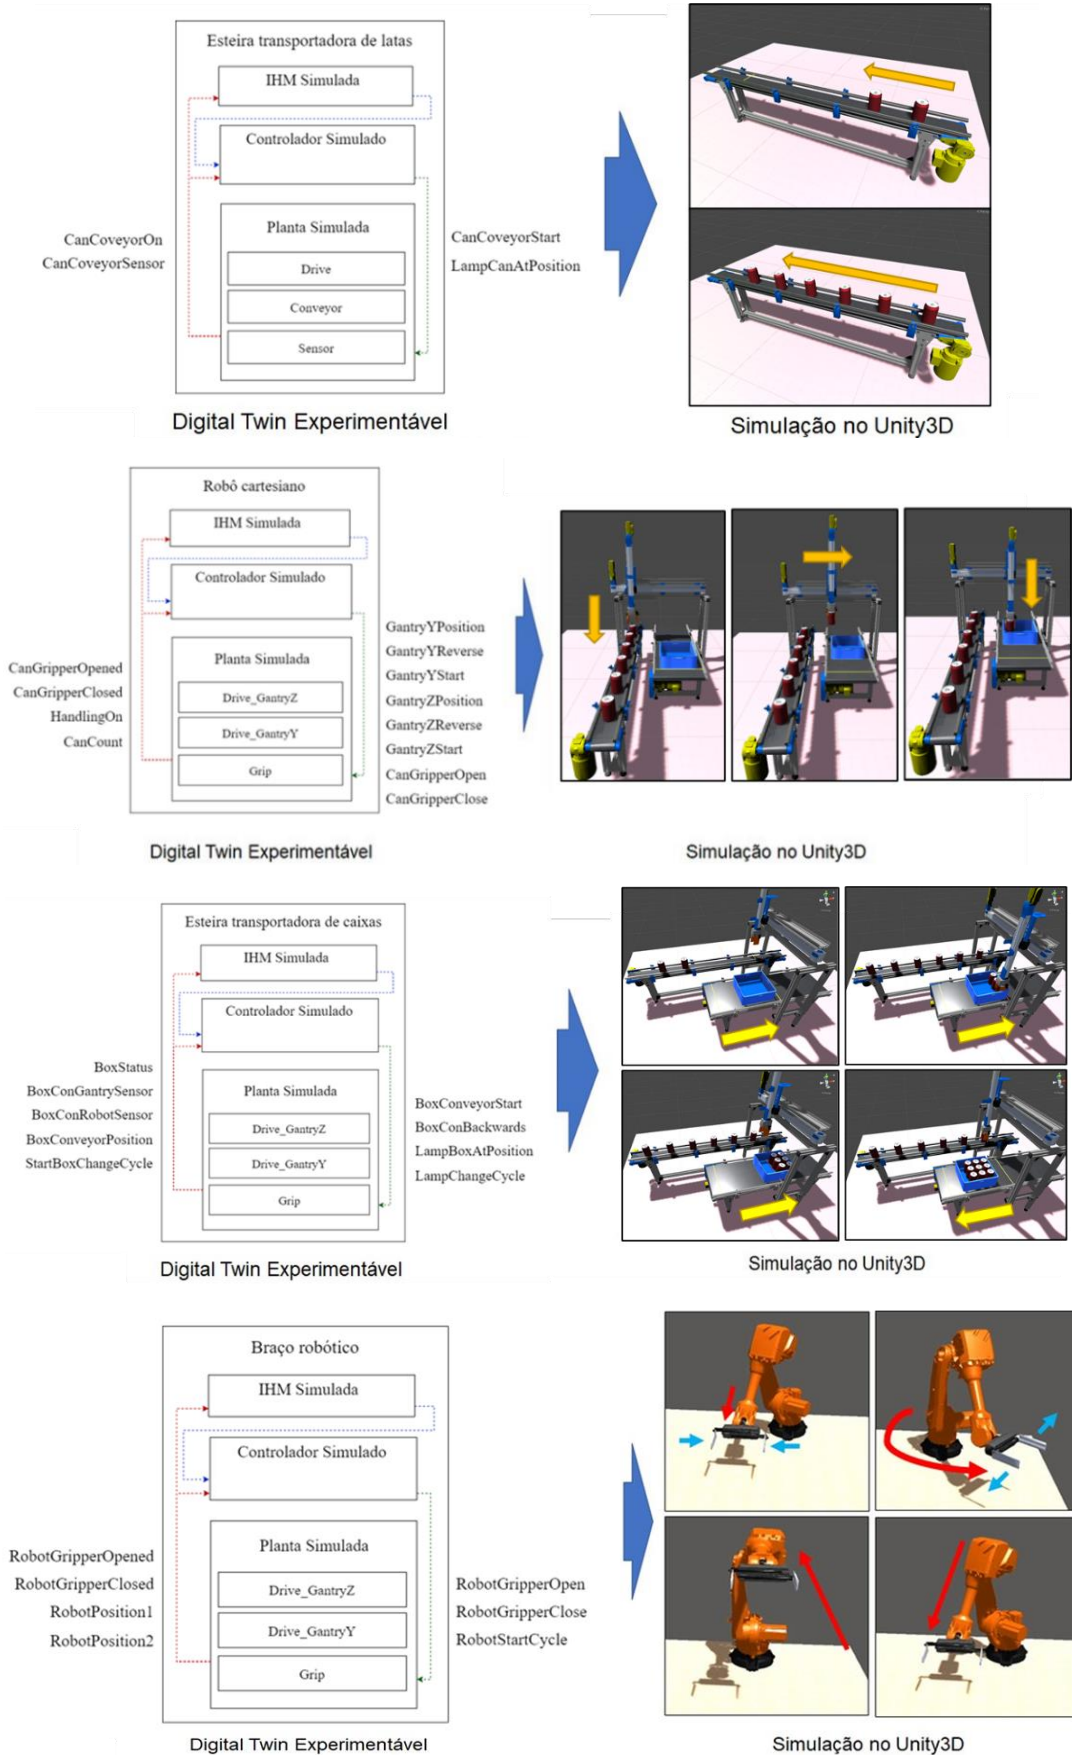 Esteira transportadora de latas
IHM Simulada
Controlador Simulado
Planta Simulada
Drive
Conveyor
Sensor
CanCoveyorOn
CanCoveyorSensor
CanCoveyorStart
LampCanAtPosition
Digital Twin Experimentável
Simulação no Unity3D
Robô cartesiano
IHM Simulada
Controlador Simulado
Planta Simulada
Drive_GantryZ
Drive_GantryY
Grip
CanGripperOpened
CanGripperClosed
HandlingOn
CanCount
GantryYPosition
GantryYReverse
GantryYStart
GantryZPosition
GantryZReverse
GantryZStart
CanGripperOpen
CanGripperClose
Digital Twin Experimentável
Simulação no Unity3D
Esteira transportadora de caixas
IHM Simulada
Controlador Simulado
Planta Simulada
Drive_GantryZ
Drive_GantryY
Grip
BoxStatus
BoxConGantrySensor
BoxConRobotSensor
BoxConveyorPosition
StartBoxChangeCycle
BoxConveyorStart
BoxConBackwards
LampBoxAtPosition
LampChangeCycle
Digital Twin Experimentável
Simulação no Unity3D
Braço robótico
IHM Simulada
Controlador Simulado
Planta Simulada
Drive_GantryZ
Drive_GantryY
Grip
RobotGripperOpened
RobotGripperClosed
RobotPosition1
RobotPosition2
RobotGripperOpen
RobotGripperClose
RobotStartCycle
Digital Twin Experimentável
Simulação no Unity3D